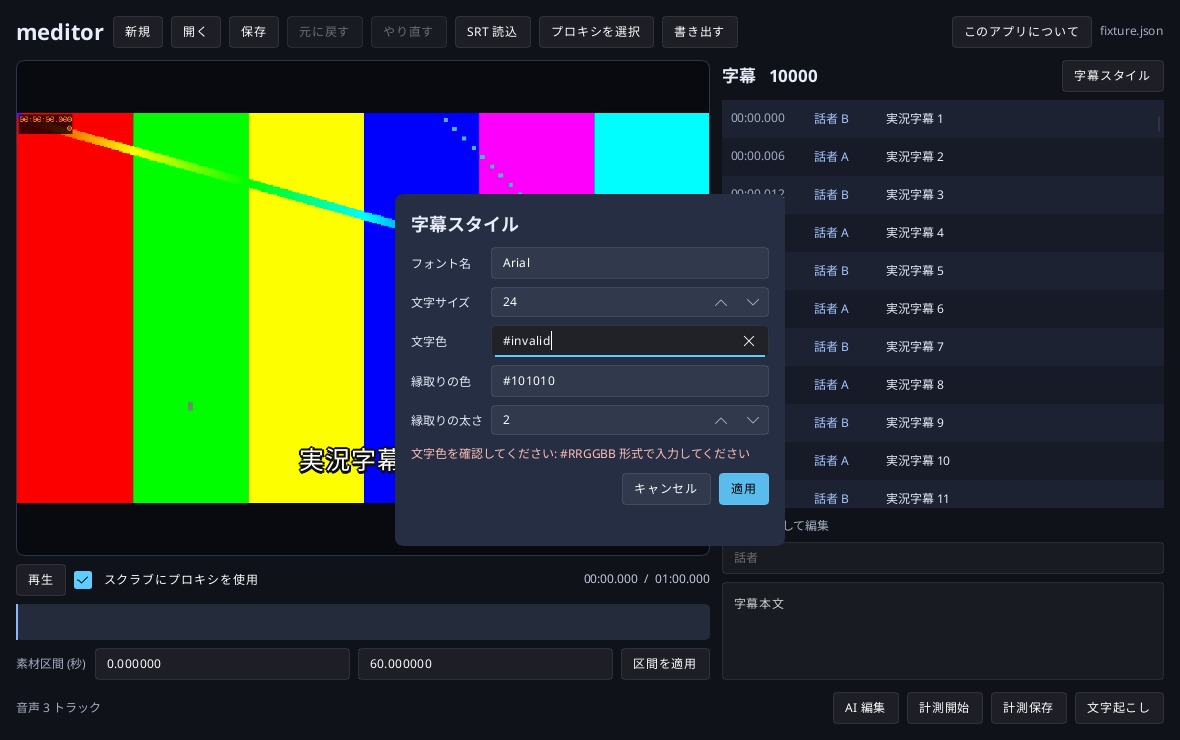 meditor 新規 開く 保存 元に戻す やり直す SRT 読込 プロキシを選択 書き出す このアプリについて fixture.json
字幕 10000 字幕スタイル
00:00:00.000
0
00:00.000 話者 B 実況字幕 1
00:00.006 話者 A 実況字幕 2
00:00.012 話者 B 実況字幕 3
話者 A 実況字幕 4
話者 B 実況字幕 5
話者 A 実況字幕 6
話者 B 実況字幕 7
話者 A 実況字幕 8
話者 B 実況字幕 9
話者 A 実況字幕 10
話者 B 実況字幕 11
字幕スタイル
フォント名 Arial
文字サイズ 24
文字色 #invalid
縁取りの色 #101010
縁取りの太さ 2
文字色を確認してください: #RRGGBB 形式で入力してください
キャンセル 適用
実況字幕
して編集
話者
字幕本文
再生 スクラブにプロキシを使用 00:00.000 / 01:00.000
素材区間 (秒) 0.000000 60.000000 区間を適用
音声 3 トラック AI 編集 計測開始 計測保存 文字起こし